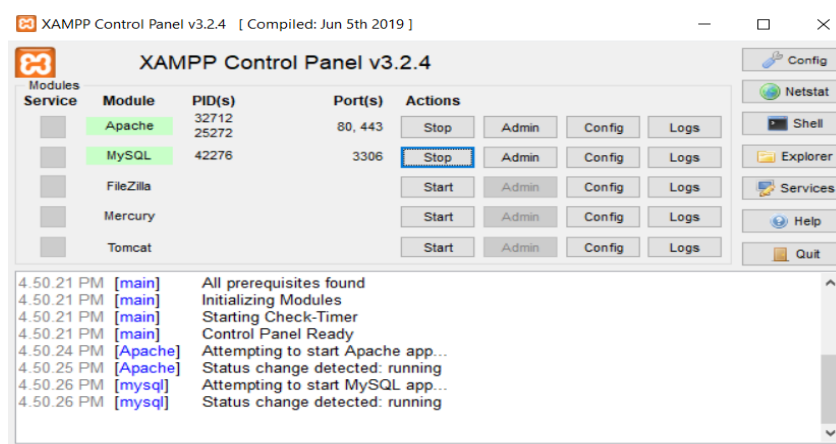 XAMPP Control Panel v3.2.4 [ Compiled: Jun 5th 2019 ]
XAMPP Control Panel v3.2.4
Config
Modules
Service Module PID(s) Port(s) Actions
Netstat
Apache 32712 25272 80, 443 Stop Admin Config Logs
Shell
MySQL 42276 3306 Stop Admin Config Logs
Explorer
FileZilla Start Admin Config Logs
Services
Mercury Start Admin Config Logs
Help
Tomcat Start Admin Config Logs
Quit
4.50.21 PM [main] All prerequisites found
4.50.21 PM [main] Initializing Modules
4.50.21 PM [main] Starting Check-Timer
4.50.21 PM [main] Control Panel Ready
4.50.24 PM [Apache] Attempting to start Apache app...
4.50.25 PM [Apache] Status change detected: running
4.50.26 PM [mysql] Attempting to start MySQL app...
4.50.26 PM [mysql] Status change detected: running